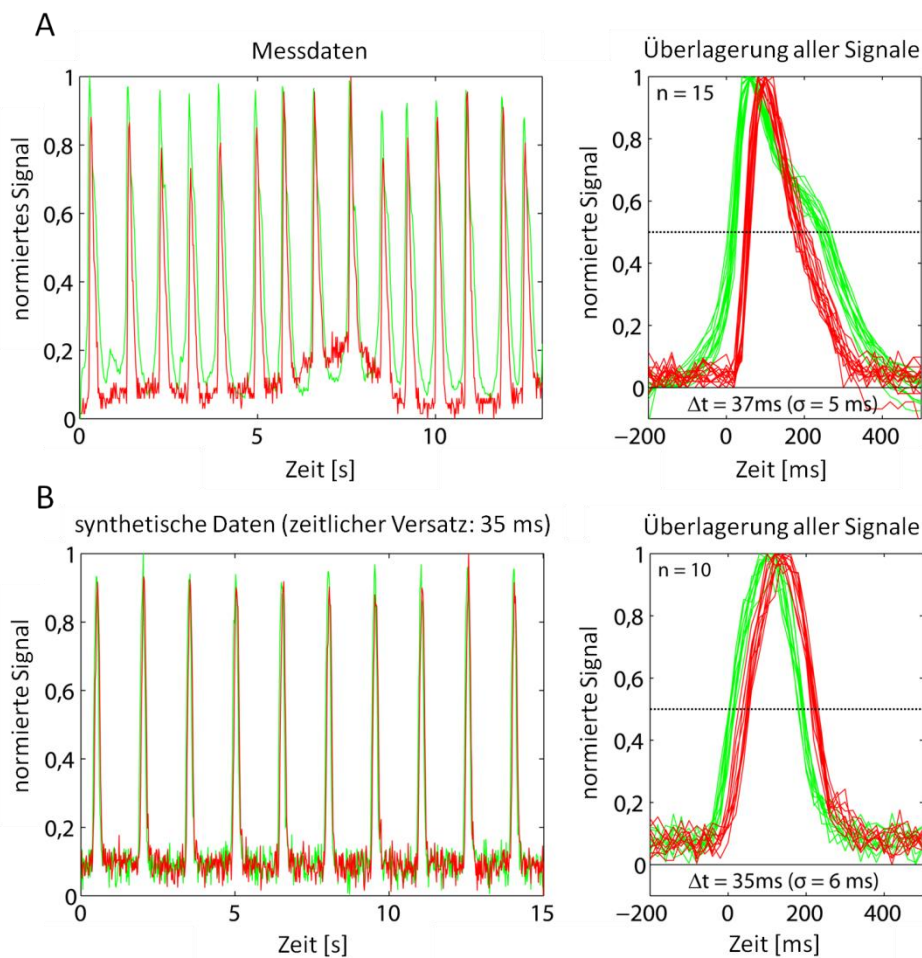 A
Messdaten
normiertes Signal
1
0,8
0,6
0,4
0,2
0
0 5 10
Zeit [s]
Überlagerung aller Signale
n = 15
normierte Signal
1
0,8
0,6
0,4
0,2
0
Δt = 37ms (σ = 5 ms)
−200 0 200 400
Zeit [ms]
B
synthetische Daten (zeitlicher Versatz: 35 ms)
normierte Signal
1
0,8
0,6
0,4
0,2
0
0 5 10 15
Zeit [s]
Überlagerung aller Signale
n = 10
normierte Signal
1
0,8
0,6
0,4
0,2
0
Δt = 35ms (σ = 6 ms)
−200 0 200 400
Zeit [ms]